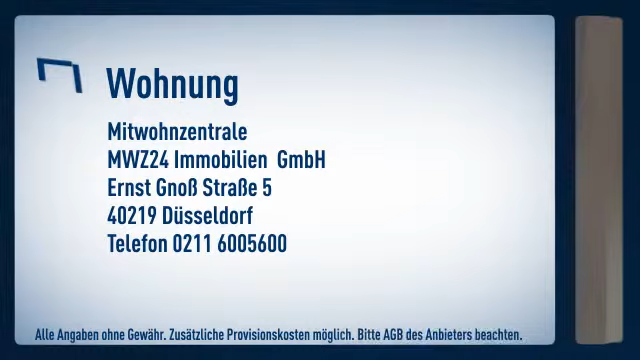 Wohnung
Mitwohnzentrale
MWZ24 Immobilien GmbH
Ernst Gnoß Straße 5
40219 Düsseldorf
Telefon 0211 6005600
Alle Angaben ohne Gewähr. Zusätzliche Provisionskosten möglich. Bitte AGB des Anbieters beachten.